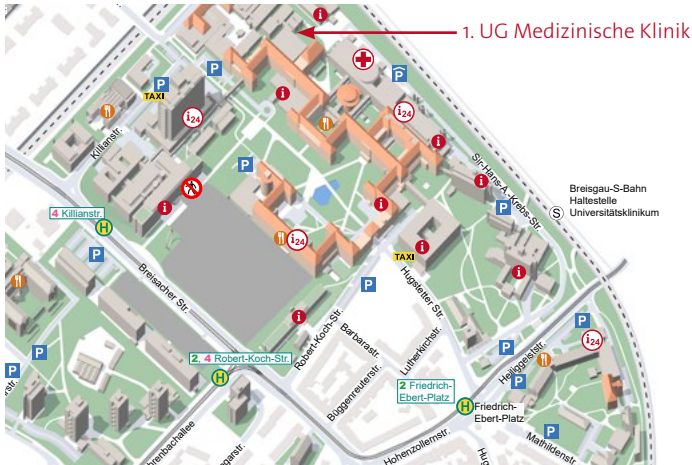 1. UG Medizinische Klinik
i
P
P
P
TAXI
i
i24
i24
Killianstr.
i
P
P
Sir-Hans-A.-Krebs-Str.
i
Breisgau-S-Bahn
Haltestelle
Universitätsklinikum
S
4 Killianstr.
H
i
i
P
P
i24
i
TAXI
i
Breisacher Str.
P
Hugstetter Str.
i
Robert-Koch-Str.
Barbarastr.
Lutherkirchstr.
P
P
i24
2, 4 Robert-Koch-Str.
H
P
P
Heiliggeiststr.
Büggenreuterstr.
2 Friedrich-
Ebert-Platz
H
Friedrich-
Ebert-Platz
P
P
Hohenzollernstr.
Mathildenstr.
P